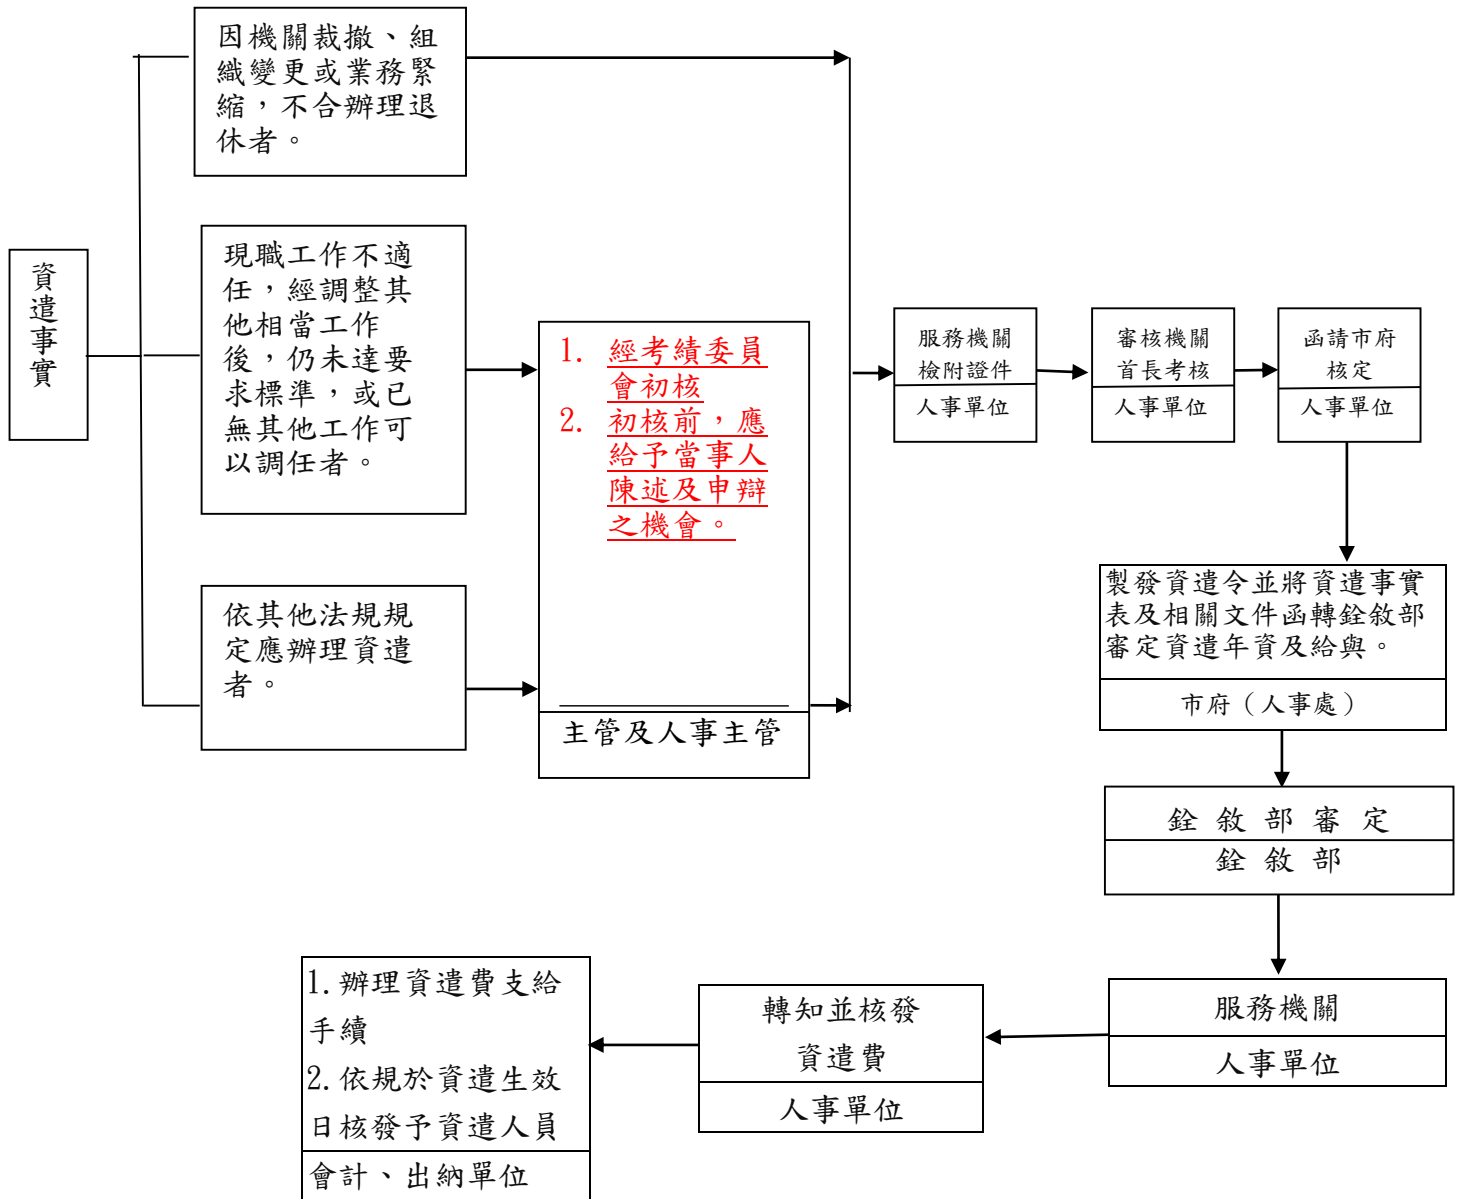 資遣事實
因機關裁撤、組
織變更或業務緊
縮，不合辦理退
休者。
現職工作不適
任，經調整其
他相當工作
後，仍未達要
求標準，或已
無其他工作可
以調任者。
依其他法規規
定應辦理資遣
者。
1. 經考績委員
會初核
2. 初核前，應
給予當事人
陳述及申辯
之機會。
主管及人事主管
服務機關
檢附證件
人事單位
審核機關
首長考核
人事單位
函請市府
核定
人事單位
製發資遣令並將資遣事實
表及相關文件函轉銓敘部
審定資遣年資及給與。
市府（人事處）
銓敘部審定
銓敘部
服務機關
人事單位
轉知並核發
資遣費
人事單位
1.辦理資遣費支給
手續
2.依規於資遣生效
日核發予資遣人員
會計、出納單位